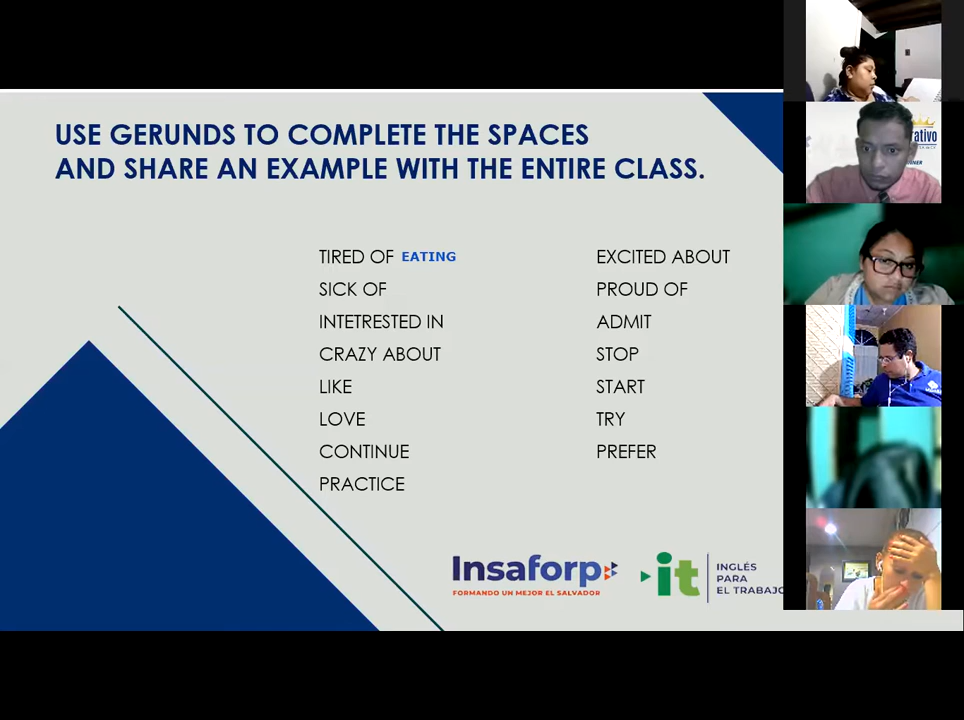 USE GERUNDS TO COMPLETE THE SPACES
AND SHARE AN EXAMPLE WITH THE ENTIRE CLASS.
TIRED OF EATING
SICK OF
INTETRESTED IN
CRAZY ABOUT
LIKE
LOVE
CONTINUE
PRACTICE
EXCITED ABOUT
PROUD OF
ADMIT
STOP
START
TRY
PREFER
Insaforp
FORMANDO UN MEJOR EL SALVADOR
it
INGLÉS
PARA
EL TRABAJO